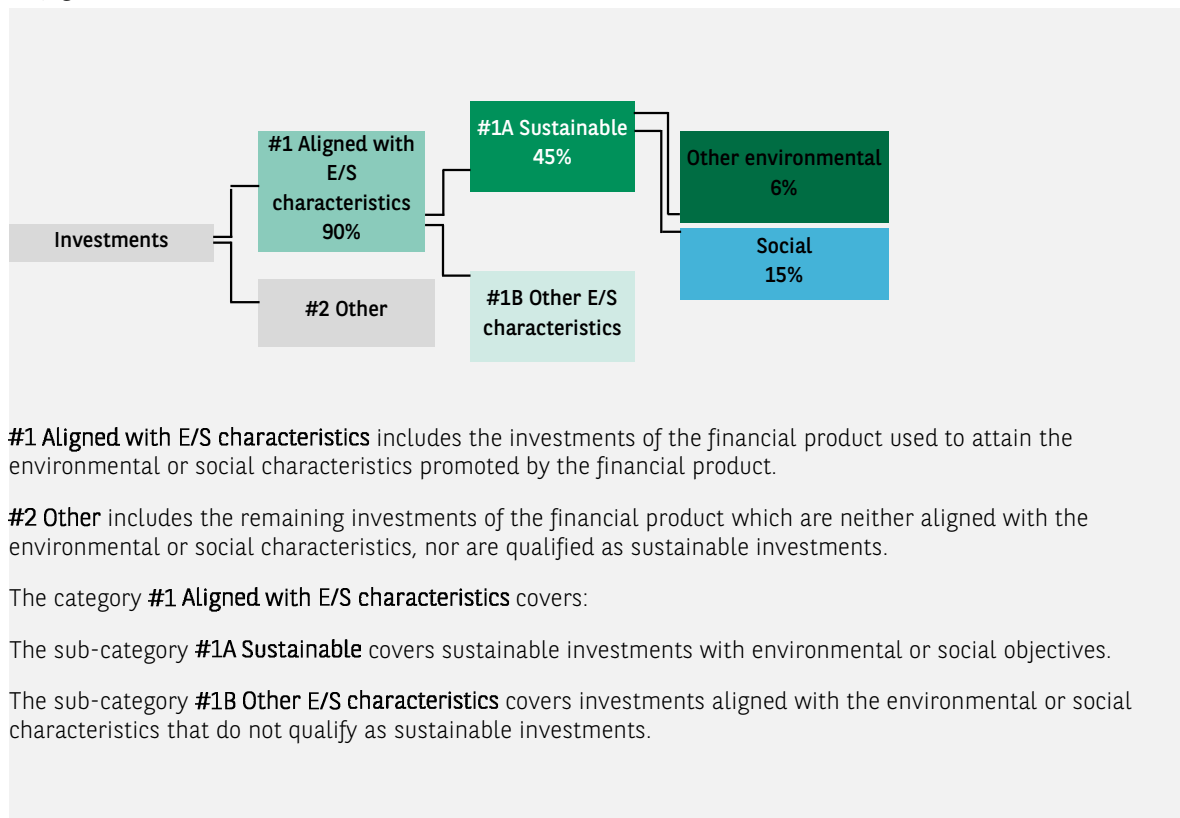 Investments
#1 Aligned with
E/S
characteristics
90%
#2 Other
#1A Sustainable
45%
#1B Other E/S
characteristics
Other environmental
6%
Social
15%
#1 Aligned with E/S characteristics includes the investments of the financial product used to attain the
environmental or social characteristics promoted by the financial product.
#2 Other includes the remaining investments of the financial product which are neither aligned with the
environmental or social characteristics, nor are qualified as sustainable investments.
The category #1 Aligned with E/S characteristics covers:
The sub-category #1A Sustainable covers sustainable investments with environmental or social objectives.
The sub-category #1B Other E/S characteristics covers investments aligned with the environmental or social
characteristics that do not qualify as sustainable investments.